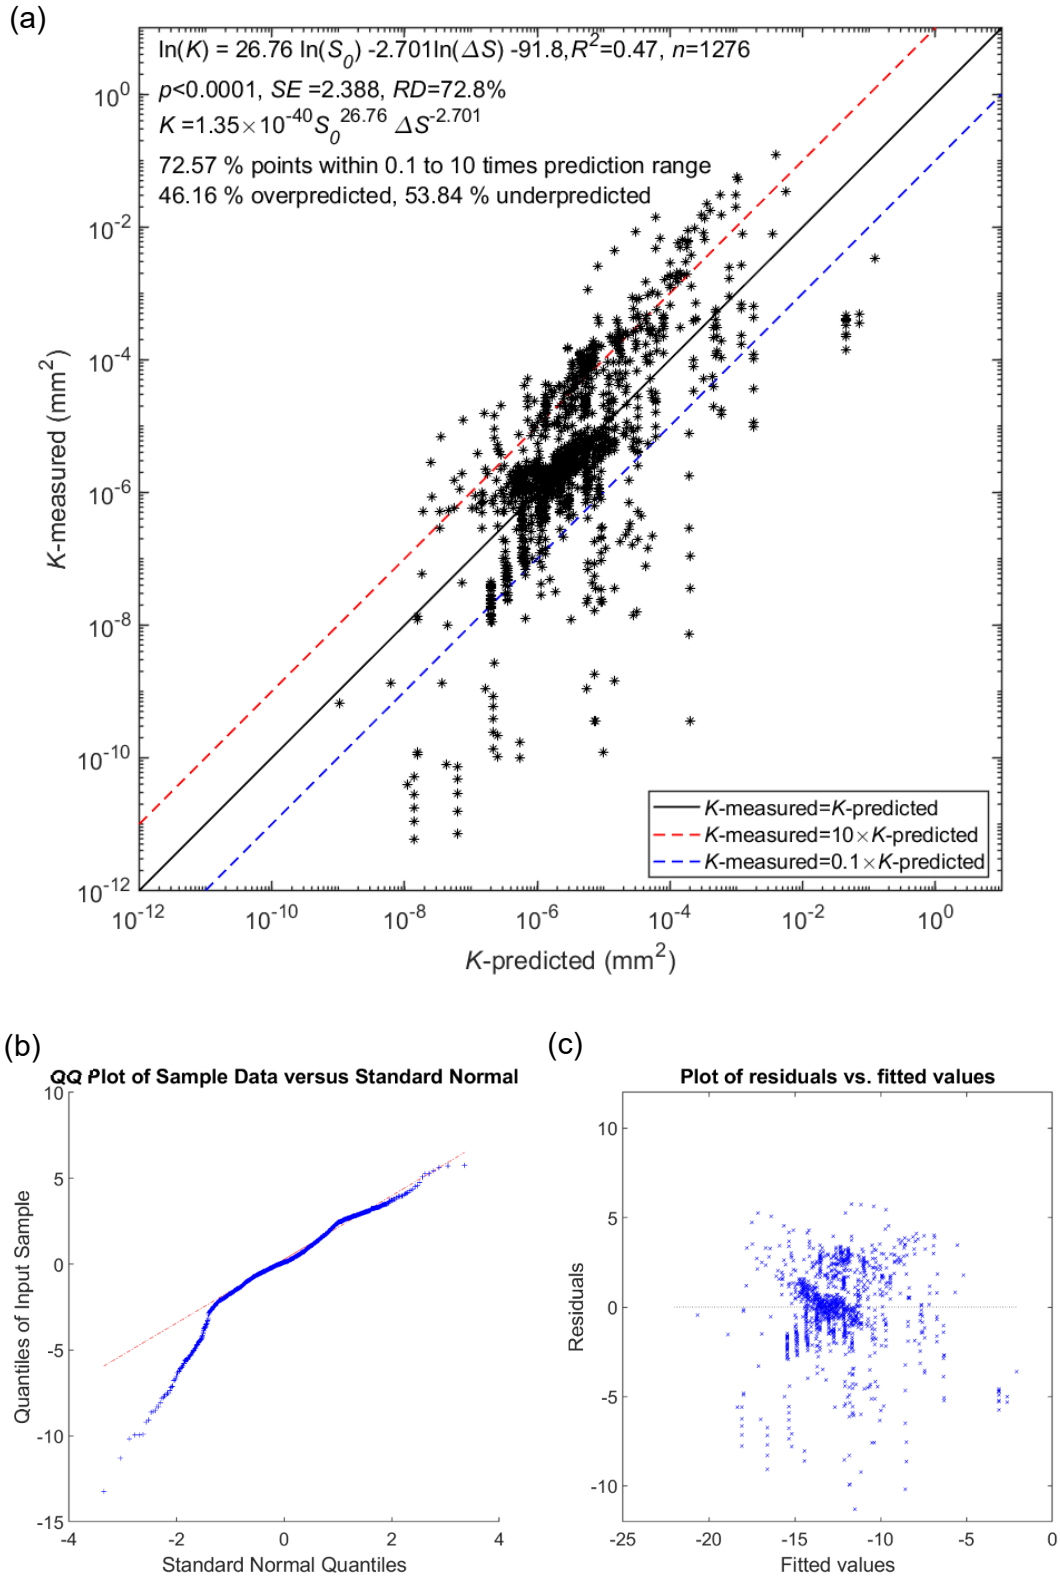 (a)
ln(K) = 26.76 ln(S₀) -2.701ln(ΔS) -91.8,R²=0.47, n=1276
p<0.0001, SE =2.388, RD=72.8%
K =1.35×10⁻⁴⁰S₀²⁶·⁷⁶ ΔS⁻²·⁷⁰¹
72.57 % points within 0.1 to 10 times prediction range
46.16 % overpredicted, 53.84 % underpredicted
10⁰
10⁻²
10⁻⁴
10⁻⁶
10⁻⁸
10⁻¹⁰
10⁻¹²
K-measured (mm²)
K-measured=K-predicted
K-measured=10×K-predicted
K-measured=0.1×K-predicted
10⁻¹² 10⁻¹⁰ 10⁻⁸ 10⁻⁶ 10⁻⁴ 10⁻² 10⁰
K-predicted (mm²)
(b)
QQ Plot of Sample Data versus Standard Normal
10
5
0
-5
-10
-15
Quantiles of Input Sample
-4 -2 0 2 4
Standard Normal Quantiles
(c)
Plot of residuals vs. fitted values
10
5
0
-5
-10
Residuals
-25 -20 -15 -10 -5 0
Fitted values